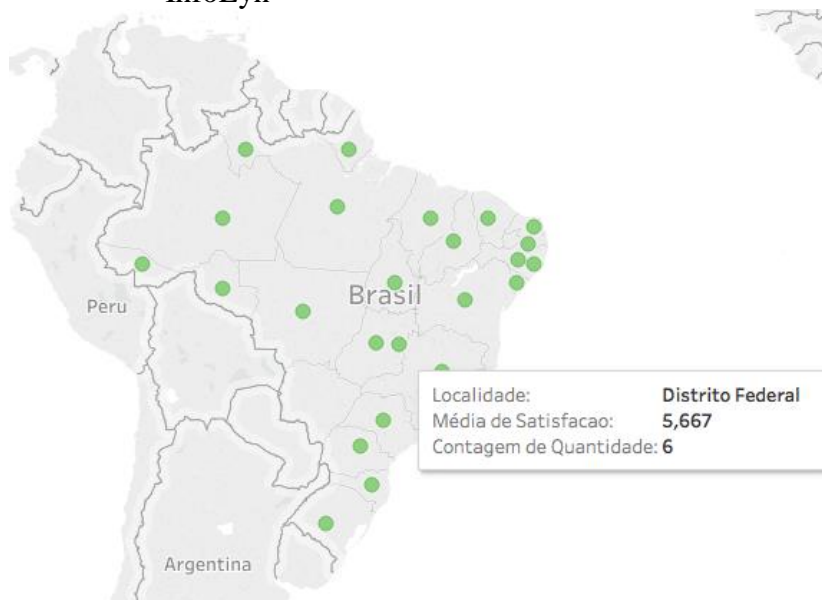 Brasil
Peru
Localidade: Distrito Federal
Média de Satisfacao: 5,667
Contagem de Quantidade: 6
Argentina